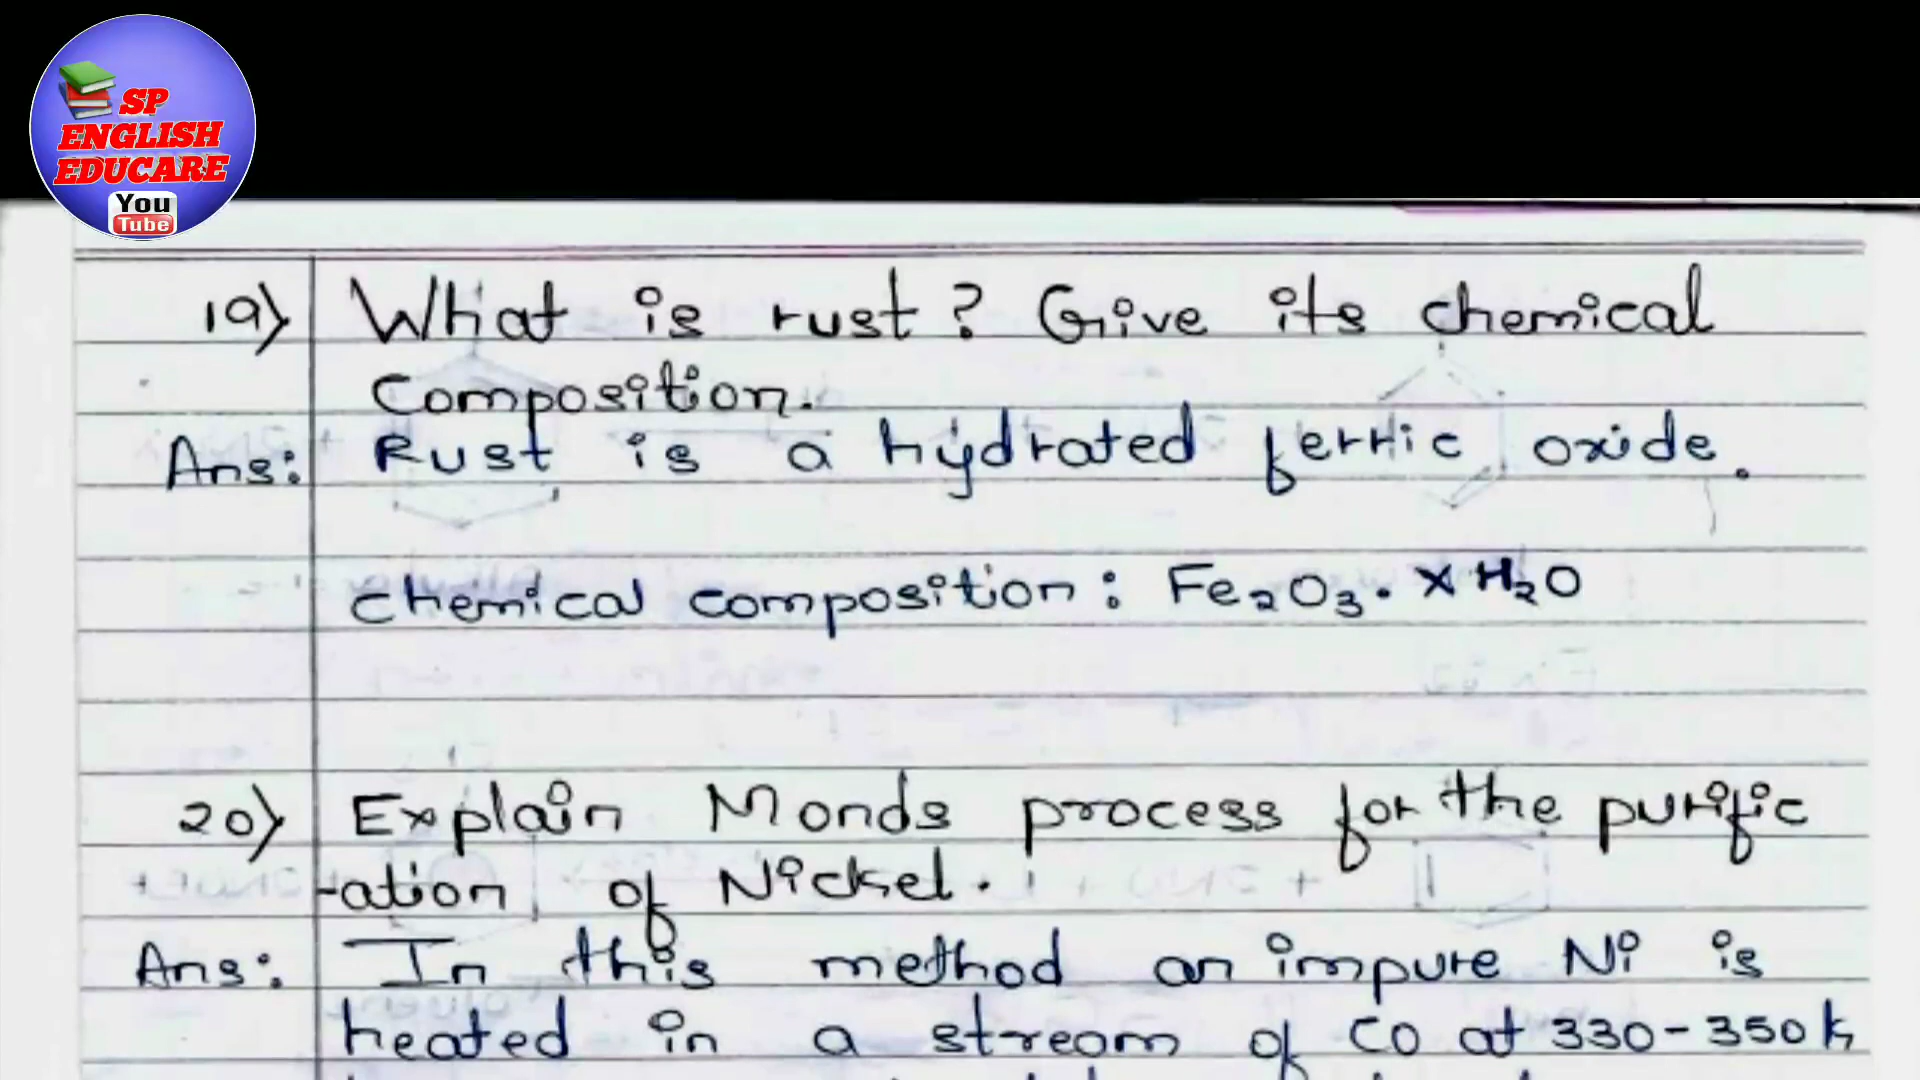 SP
ENGLISH
EDUCARE
You
Tube
19) What is rust? Give its chemical
composition.
Ans: Rust is a hydrated ferric oxide.
chemical composition: Fe₂O₃. xH₂O
20) Explain Monds process for the purific
-ation of Nickel.
Ans: In this method an impure Ni is
heated in a stream of CO at 330-350k